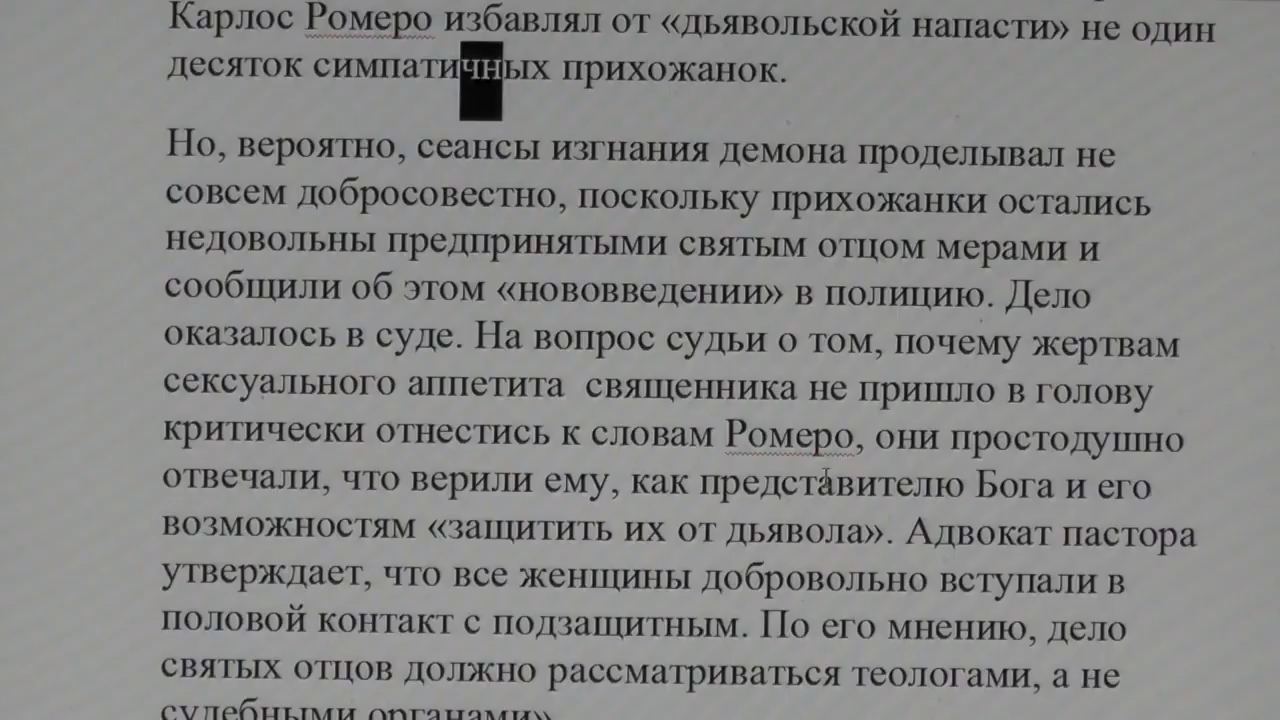 Карлос Ромеро избавлял от «дьявольской напасти» не один
десяток симпатичных прихожанок.
Но, вероятно, сеансы изгнания демона проделывал не
совсем добросовестно, поскольку прихожанки остались
недовольны предпринятыми святым отцом мерами и
сообщили об этом «нововведении» в полицию. Дело
оказалось в суде. На вопрос судьи о том, почему жертвам
сексуального аппетита  священника не пришло в голову
критически отнестись к словам Ромеро, они простодушно
отвечали, что верили ему, как представителю Бога и его
возможностям «защитить их от дьявола». Адвокат пастора
утверждает, что все женщины добровольно вступали в
половой контакт с подзащитным. По его мнению, дело
святых отцов должно рассматриваться теологами, а не
судебными органами»